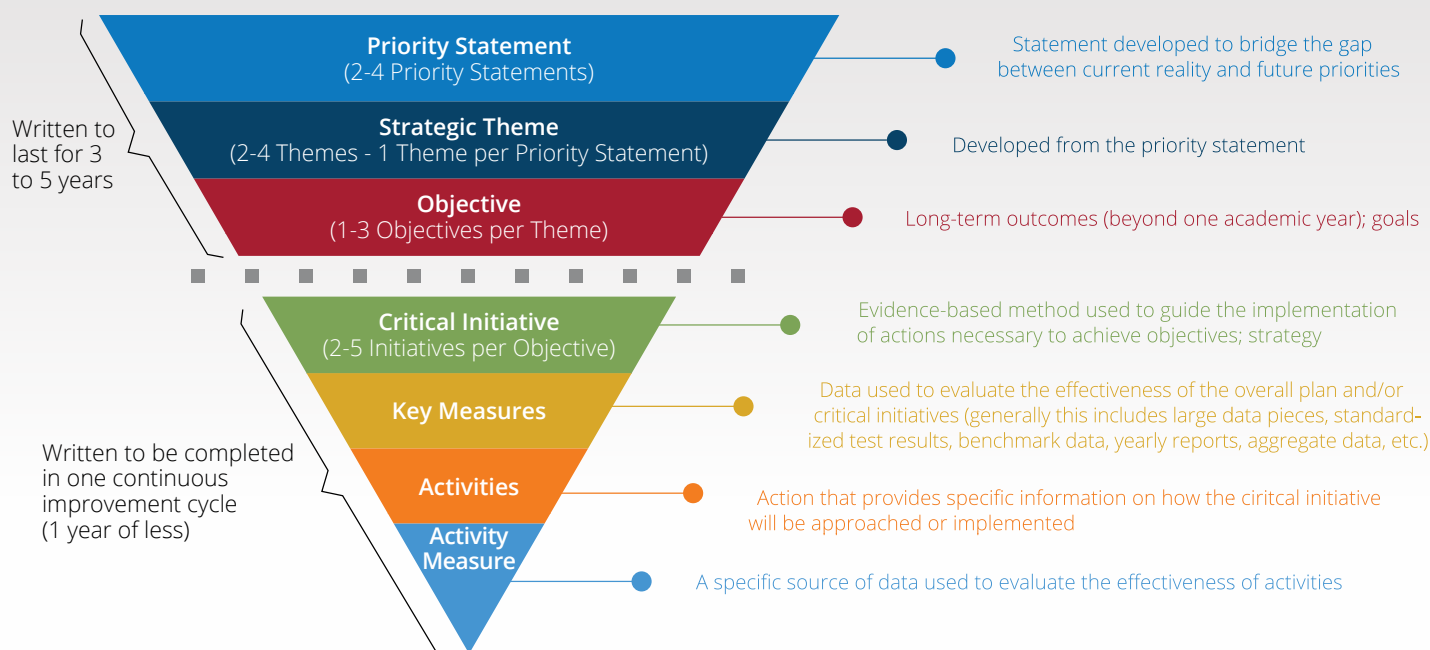 Priority Statement
(2-4 Priority Statements)
Statement developed to bridge the gap
between current reality and future priorities
Written to
last for 3
to 5 years
Strategic Theme
(2-4 Themes - 1 Theme per Priority Statement)
Developed from the priority statement
Objective
(1-3 Objectives per Theme)
Long-term outcomes (beyond one academic year); goals
Critical Initiative
(2-5 Initiatives per Objective)
Evidence-based method used to guide the implementation
of actions necessary to achieve objectives; strategy
Key Measures
Data used to evaluate the effectiveness of the overall plan and/or
critical initiatives (generally this includes large data pieces, standard-
ized test results, benchmark data, yearly reports, aggregate data, etc.)
Written to be completed
in one continuous
improvement cycle
(1 year of less)
Activities
Action that provides specific information on how the ciritcal initiative
will be approached or implemented
Activity
Measure
A specific source of data used to evaluate the effectiveness of activities